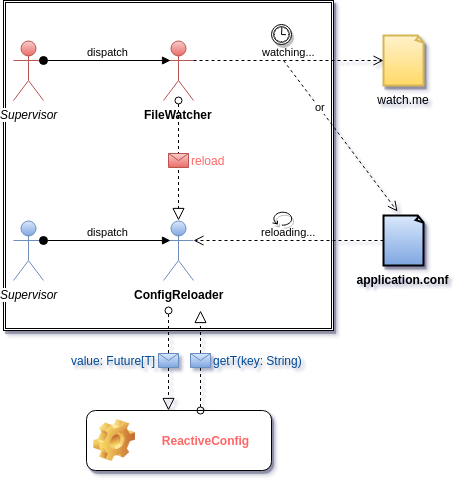 dispatch
watching...
Supervisor
FileWatcher
watch.me
or
reload
dispatch
reloading...
Supervisor
ConfigReloader
application.conf
value: Future[T]
getT(key: String)
ReactiveConfig